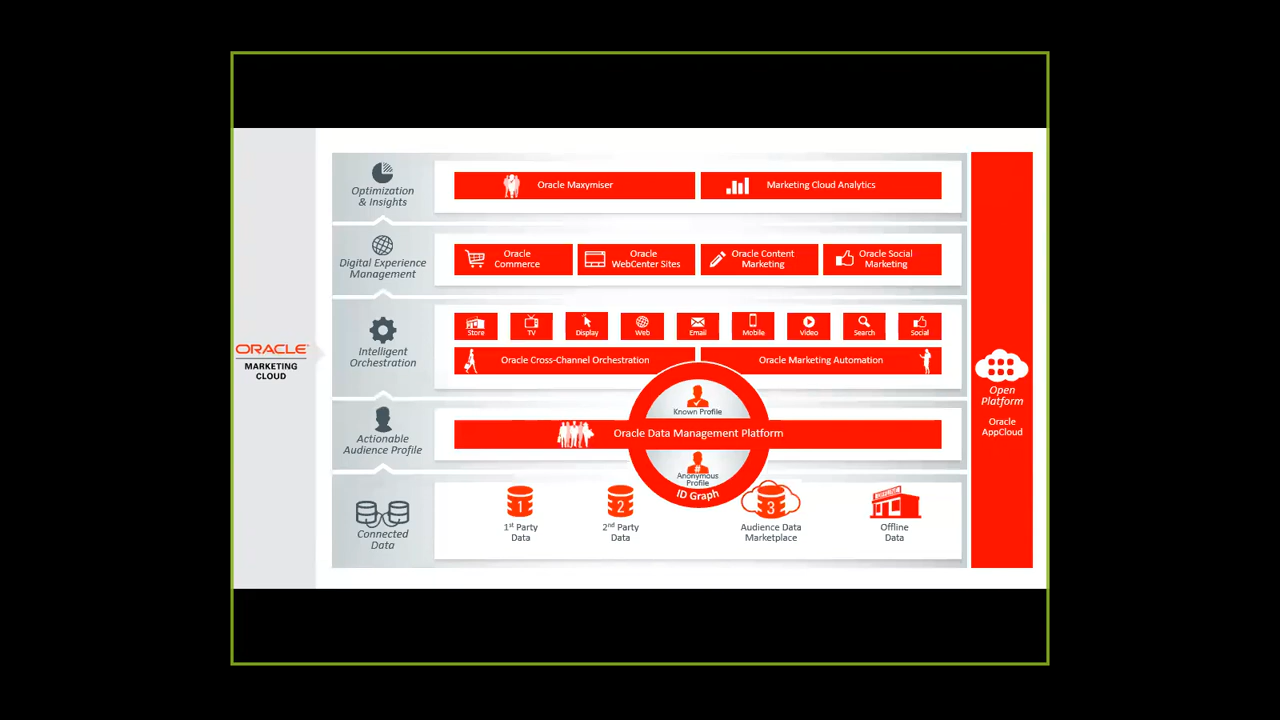 ORACLE
MARKETING
CLOUD
Optimization
& Insights
Oracle Maxymiser
Marketing Cloud Analytics
Digital Experience
Management
Oracle
Commerce
Oracle
WebCenter Sites
Oracle Content
Marketing
Oracle Social
Marketing
Intelligent
Orchestration
Store
TV
Display
Web
Email
Mobile
Video
Search
Social
Oracle Cross-Channel Orchestration
Oracle Marketing Automation
Actionable
Audience Profile
Known Profile
Oracle Data Management Platform
#
Anonymous
Profile
ID Graph
Connected
Data
1
1st Party
Data
2
2nd Party
Data
3
Audience Data
Marketplace
Offline
Data
Open
Platform
Oracle
AppCloud